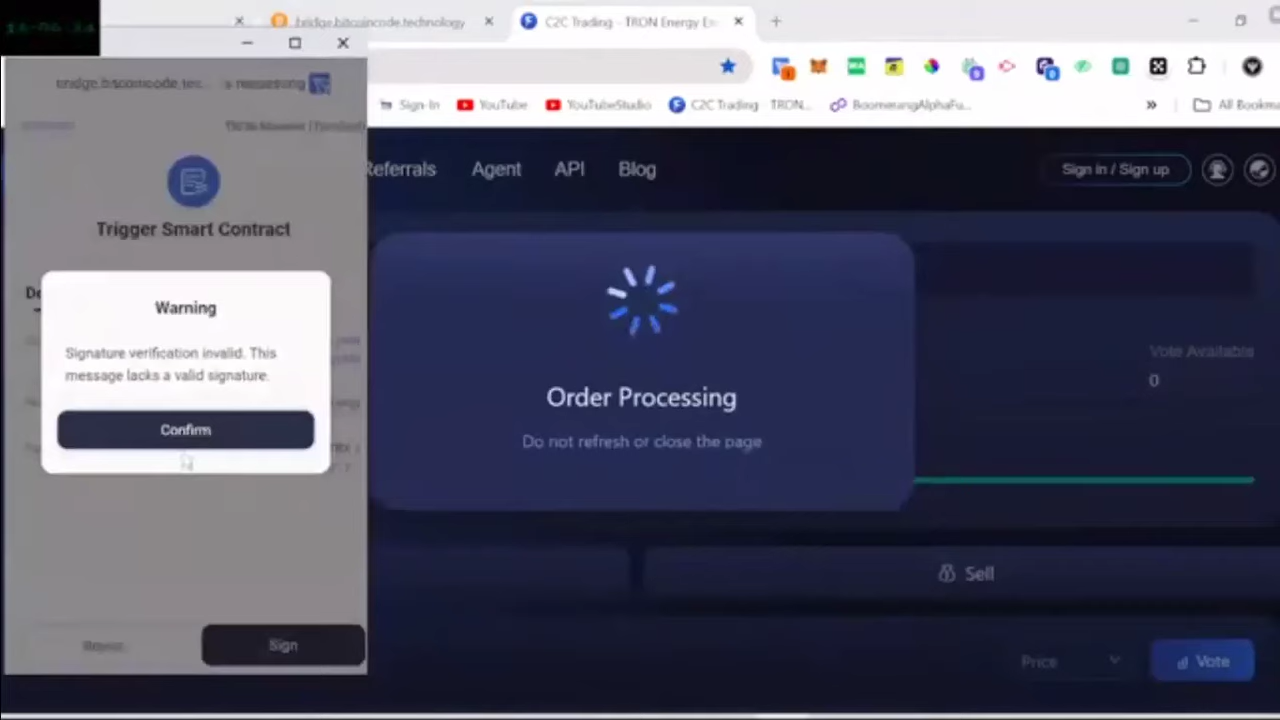 bridge.bitcoincode.technology
C2C Trading - TRON Energy Ex
Sign-In
YouTube
YouTubeStudio
C2C Trading TRON...
BoomerangAlphaFu...
»
All Bookma
Referrals
Agent
API
Blog
Sign in / Sign up
Trigger Smart Contract
De
Warning
Signature verification invalid. This
message lacks a valid signature.
Confirm
Sign
Order Processing
Do not refresh or close the page
Vote Available
0
Sell
Price
Vote